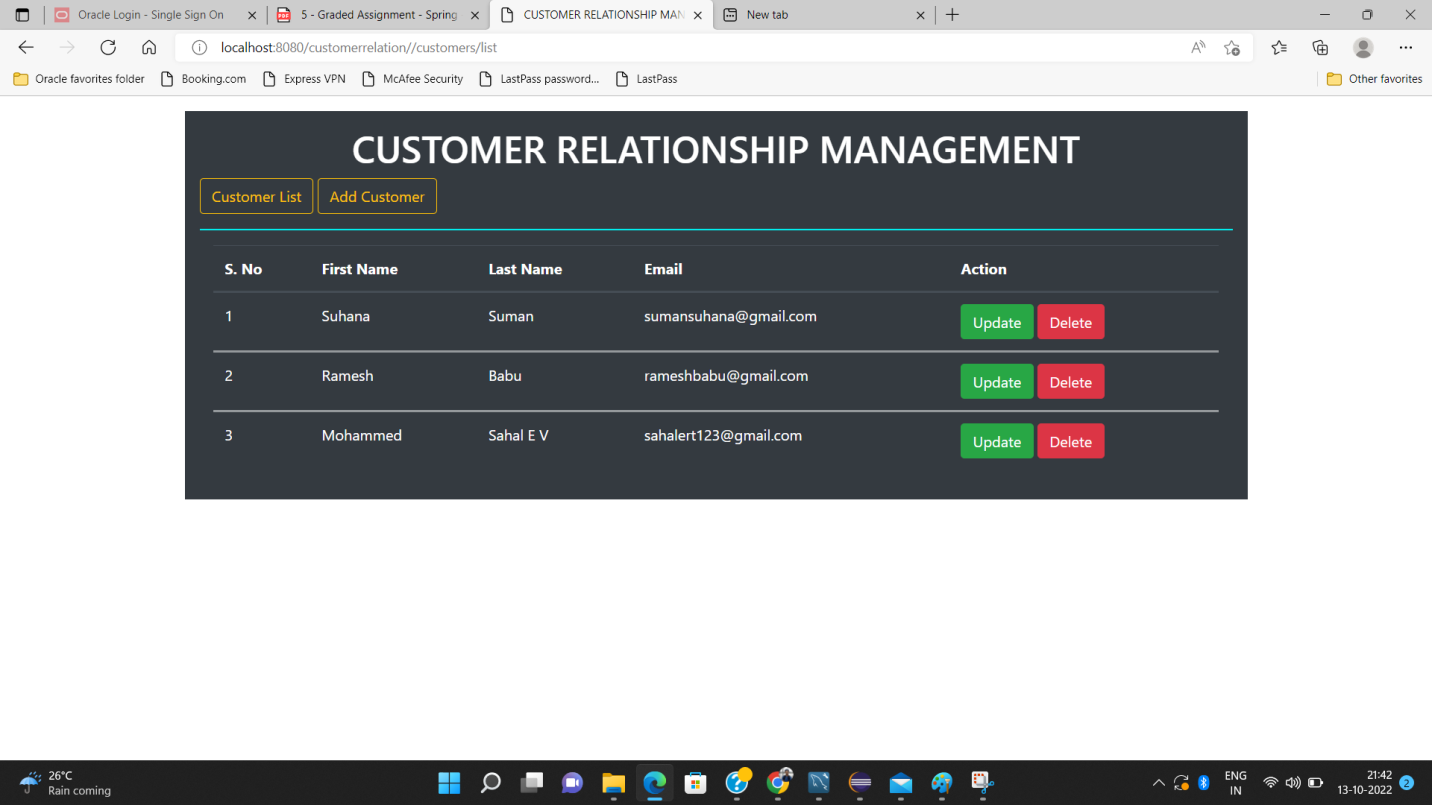 Oracle Login - Single Sign On
5 - Graded Assignment - Spring
CUSTOMER RELATIONSHIP MAN
New tab
localhost:8080/customerrelation//customers/list
Oracle favorites folder
Booking.com
Express VPN
McAfee Security
LastPass password...
LastPass
Other favorites
CUSTOMER RELATIONSHIP MANAGEMENT
Customer List Add Customer
S. No First Name Last Name Email Action
1 Suhana Suman sumansuhana@gmail.com Update Delete
2 Ramesh Babu rameshbabu@gmail.com Update Delete
3 Mohammed Sahal E V sahalert123@gmail.com Update Delete
26°C
Rain coming
ENG
IN
21:42
13-10-2022
2